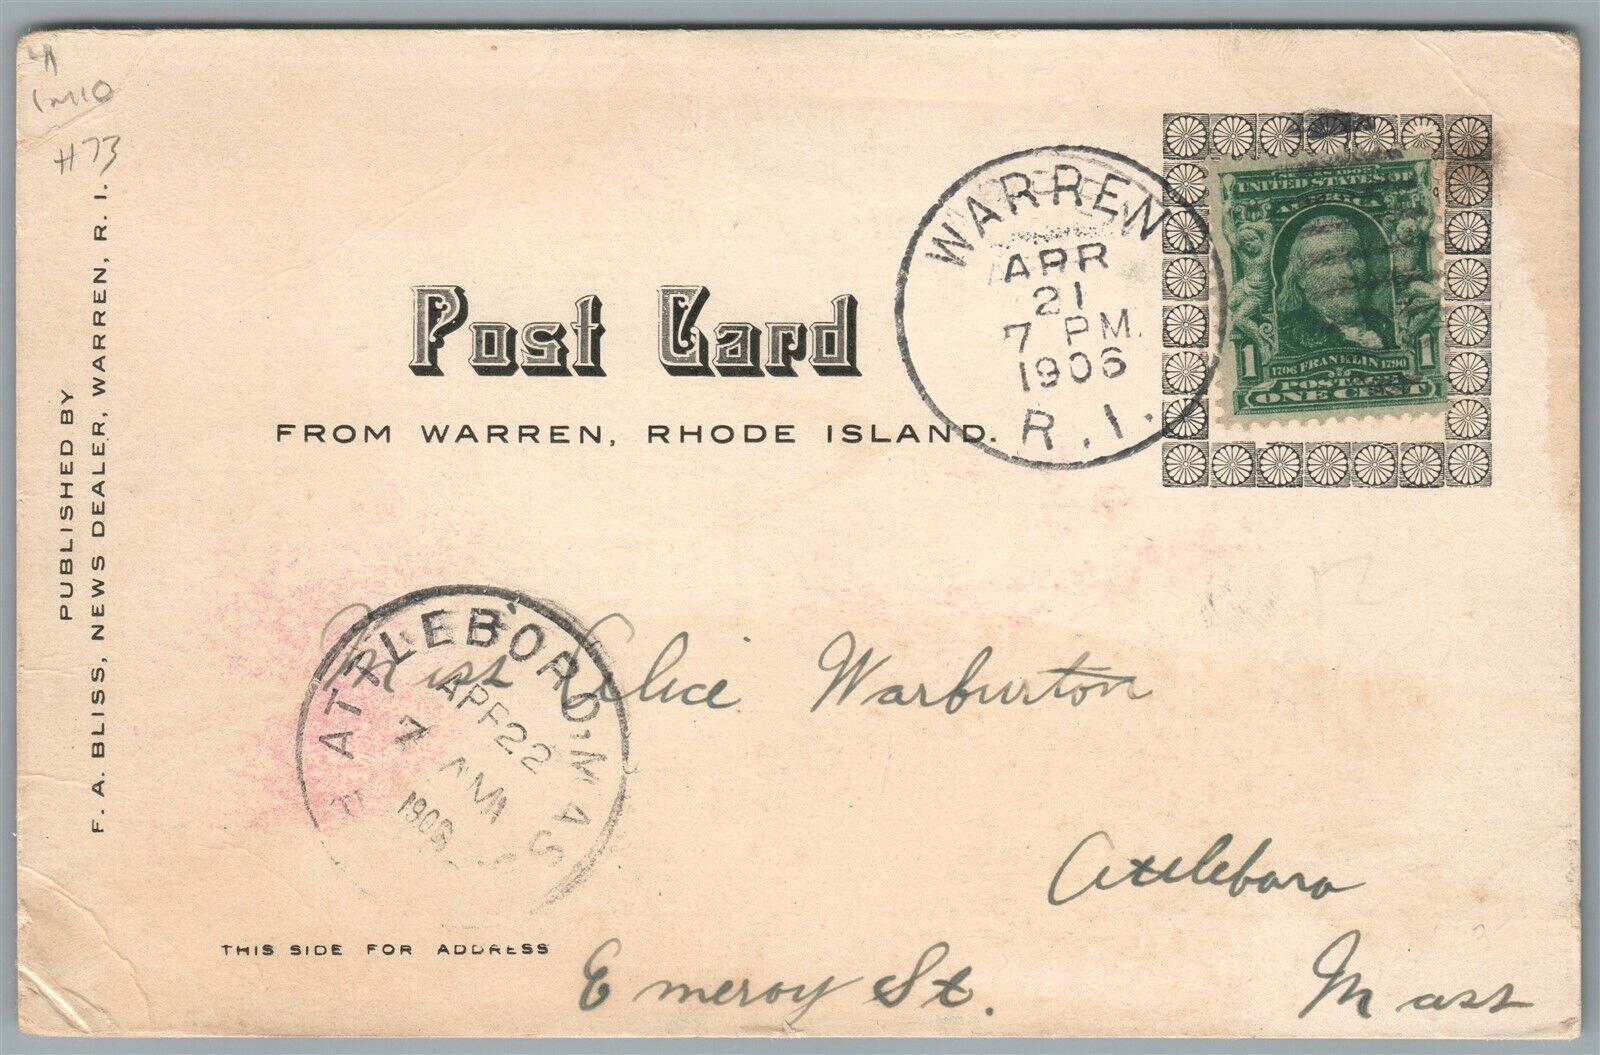 1M10
#73
PUBLISHED BY
F. A. BLISS, NEWS DEALER, WARREN, R. I.
Post Card
FROM WARREN, RHODE ISLAND.
WARREN
APR
21
7 PM.
1906
R.I.
UNITED STATES OF
AMERICA
1 1
1706 FRANKLIN 1790
POSTAGE
ONE CENT
ATTLEBORO, MASS
APR 22
7 AM
1906
Miss Alice Warburton
Attleboro
Emeroy St. Mass
THIS SIDE FOR ADDRESS